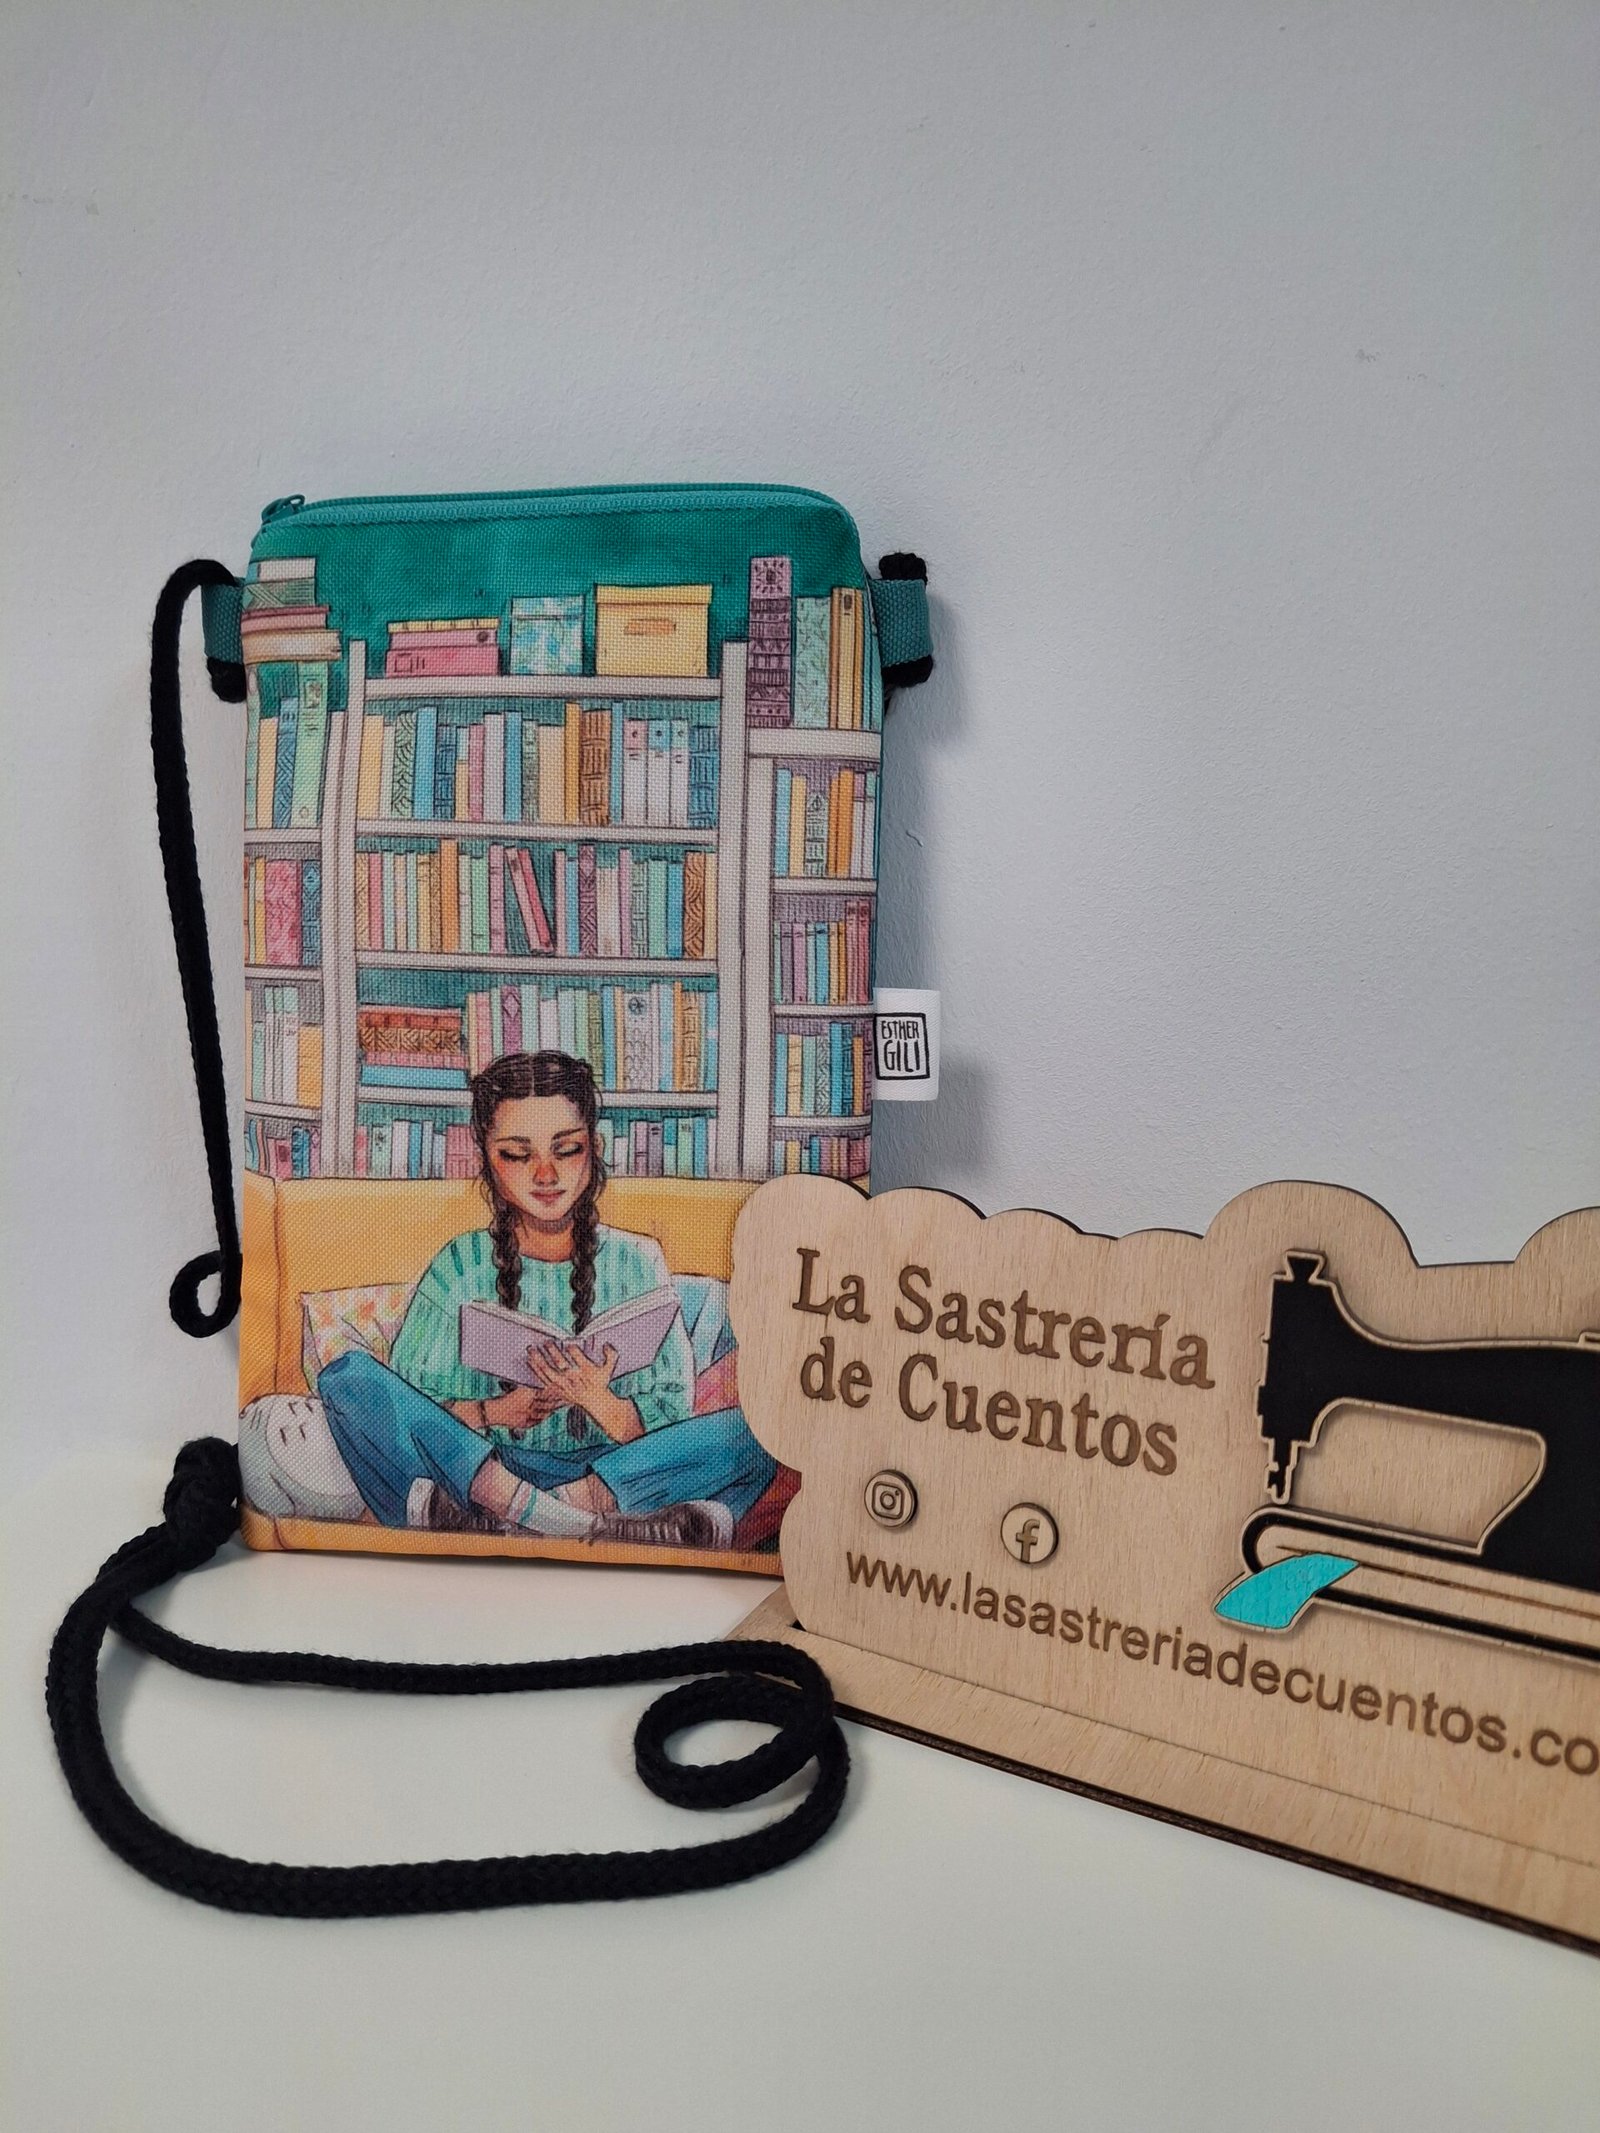 ESTHER
GILI
La Sastrería
de Cuentos
www.lasastreriadecuentos.co